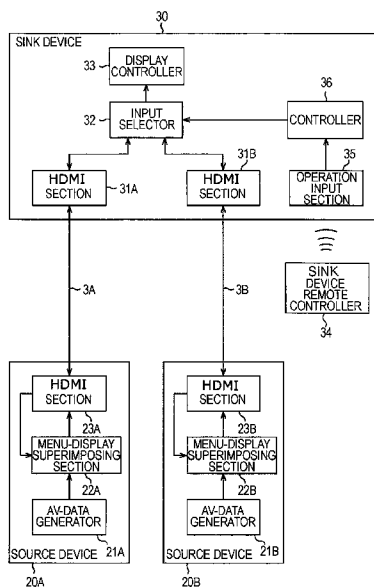 30
SINK DEVICE
33
DISPLAY
CONTROLLER
36
32
INPUT
SELECTOR
CONTROLLER
31A
31B
35
HDMI
SECTION
HDMI
SECTION
OPERATION
INPUT
SECTION
3A
3B
SINK
DEVICE
REMOTE
CONTROLLER
34
HDMI
SECTION
23A
MENU-DISPLAY
SUPERIMPOSING
SECTION
22A
AV-DATA
GENERATOR
21A
SOURCE DEVICE
20A
HDMI
SECTION
23B
MENU-DISPLAY
SUPERIMPOSING
SECTION
22B
AV-DATA
GENERATOR
21B
SOURCE DEVICE
20B